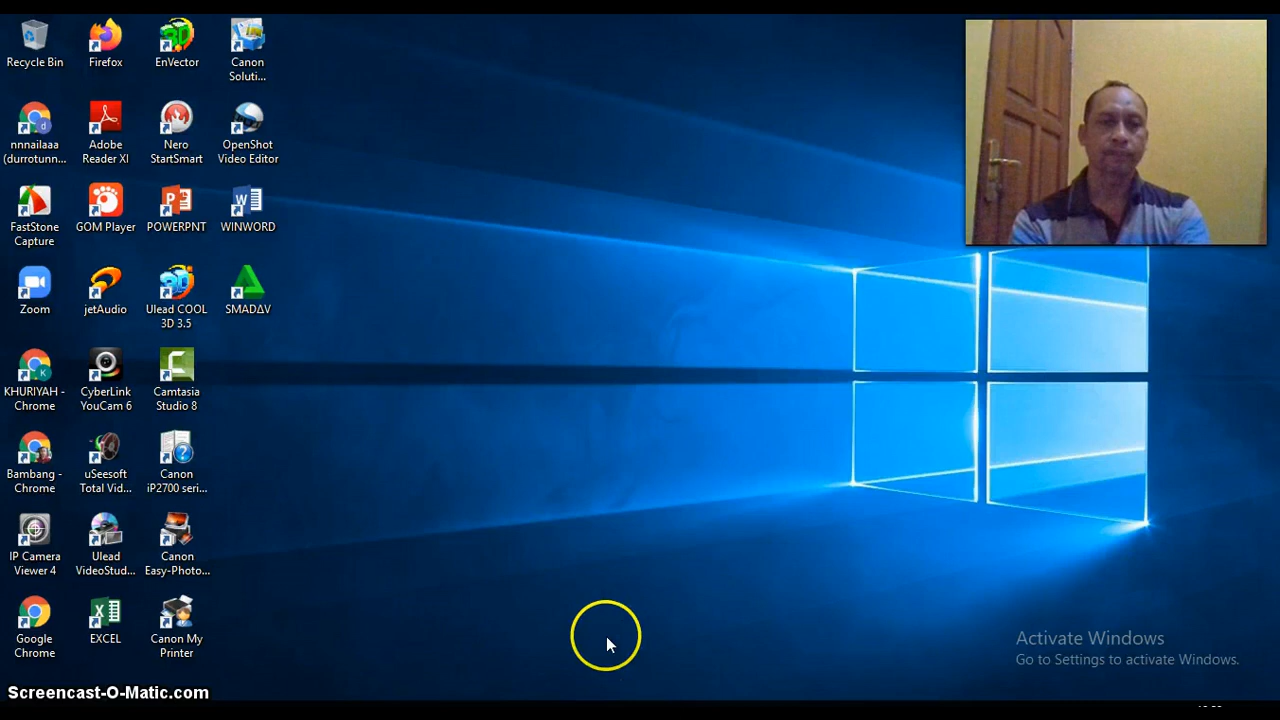 Recycle Bin
Firefox
EnVector
Canon
Soluti...
nnnailaaa
(durrotunn...
Adobe
Reader XI
Nero
StartSmart
OpenShot
Video Editor
FastStone
Capture
GOM Player
POWERPNT
WINWORD
Zoom
jetAudio
Ulead COOL
3D 3.5
SMADΔV
KHURIYAH -
Chrome
CyberLink
YouCam 6
Camtasia
Studio 8
Bambang -
Chrome
uSeesoft
Total Vid...
Canon
iP2700 seri...
IP Camera
Viewer 4
Ulead
VideoStud...
Canon
Easy-Photo...
Google
Chrome
EXCEL
Canon My
Printer
Activate Windows
Go to Settings to activate Windows.
Screencast-O-Matic.com